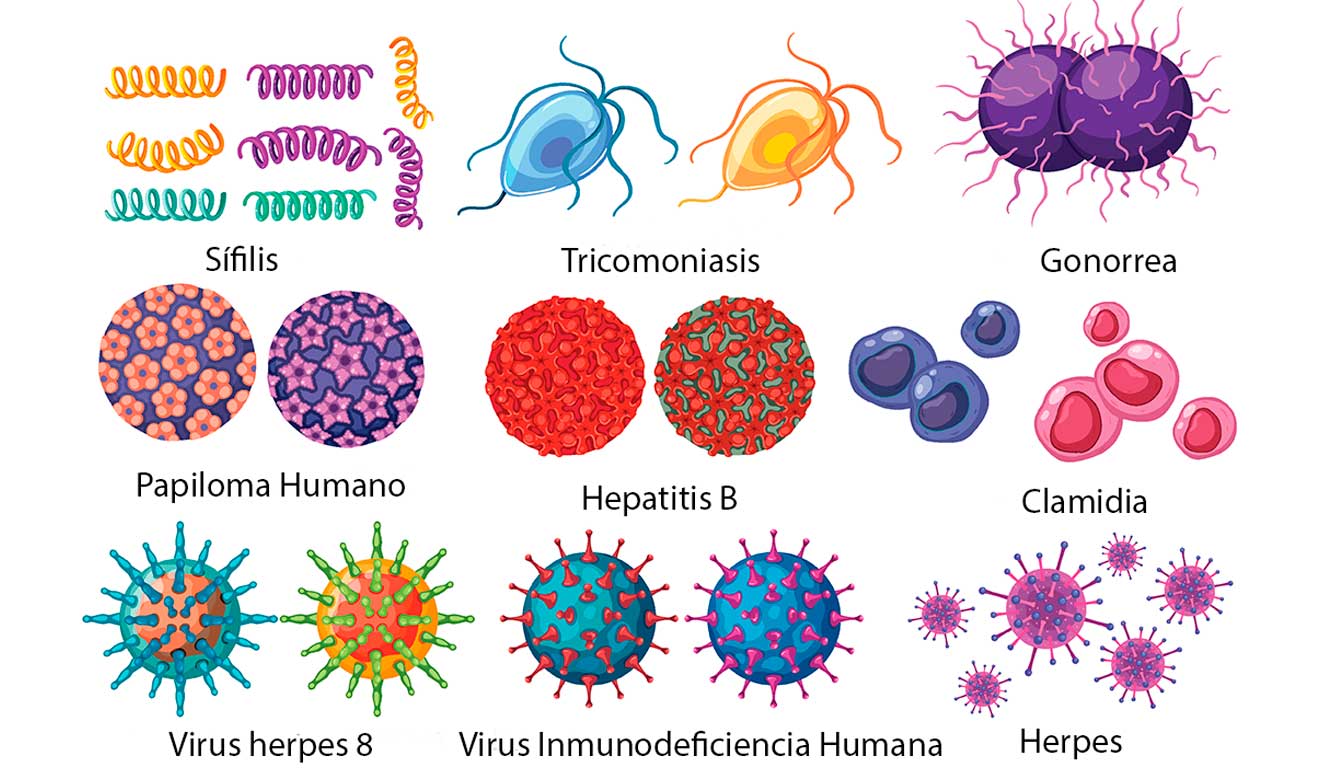 Sífilis
Tricomoniasis
Gonorrea
Papiloma Humano
Hepatitis B
Clamidia
Virus herpes 8
Virus Inmunodeficiencia Humana
Herpes